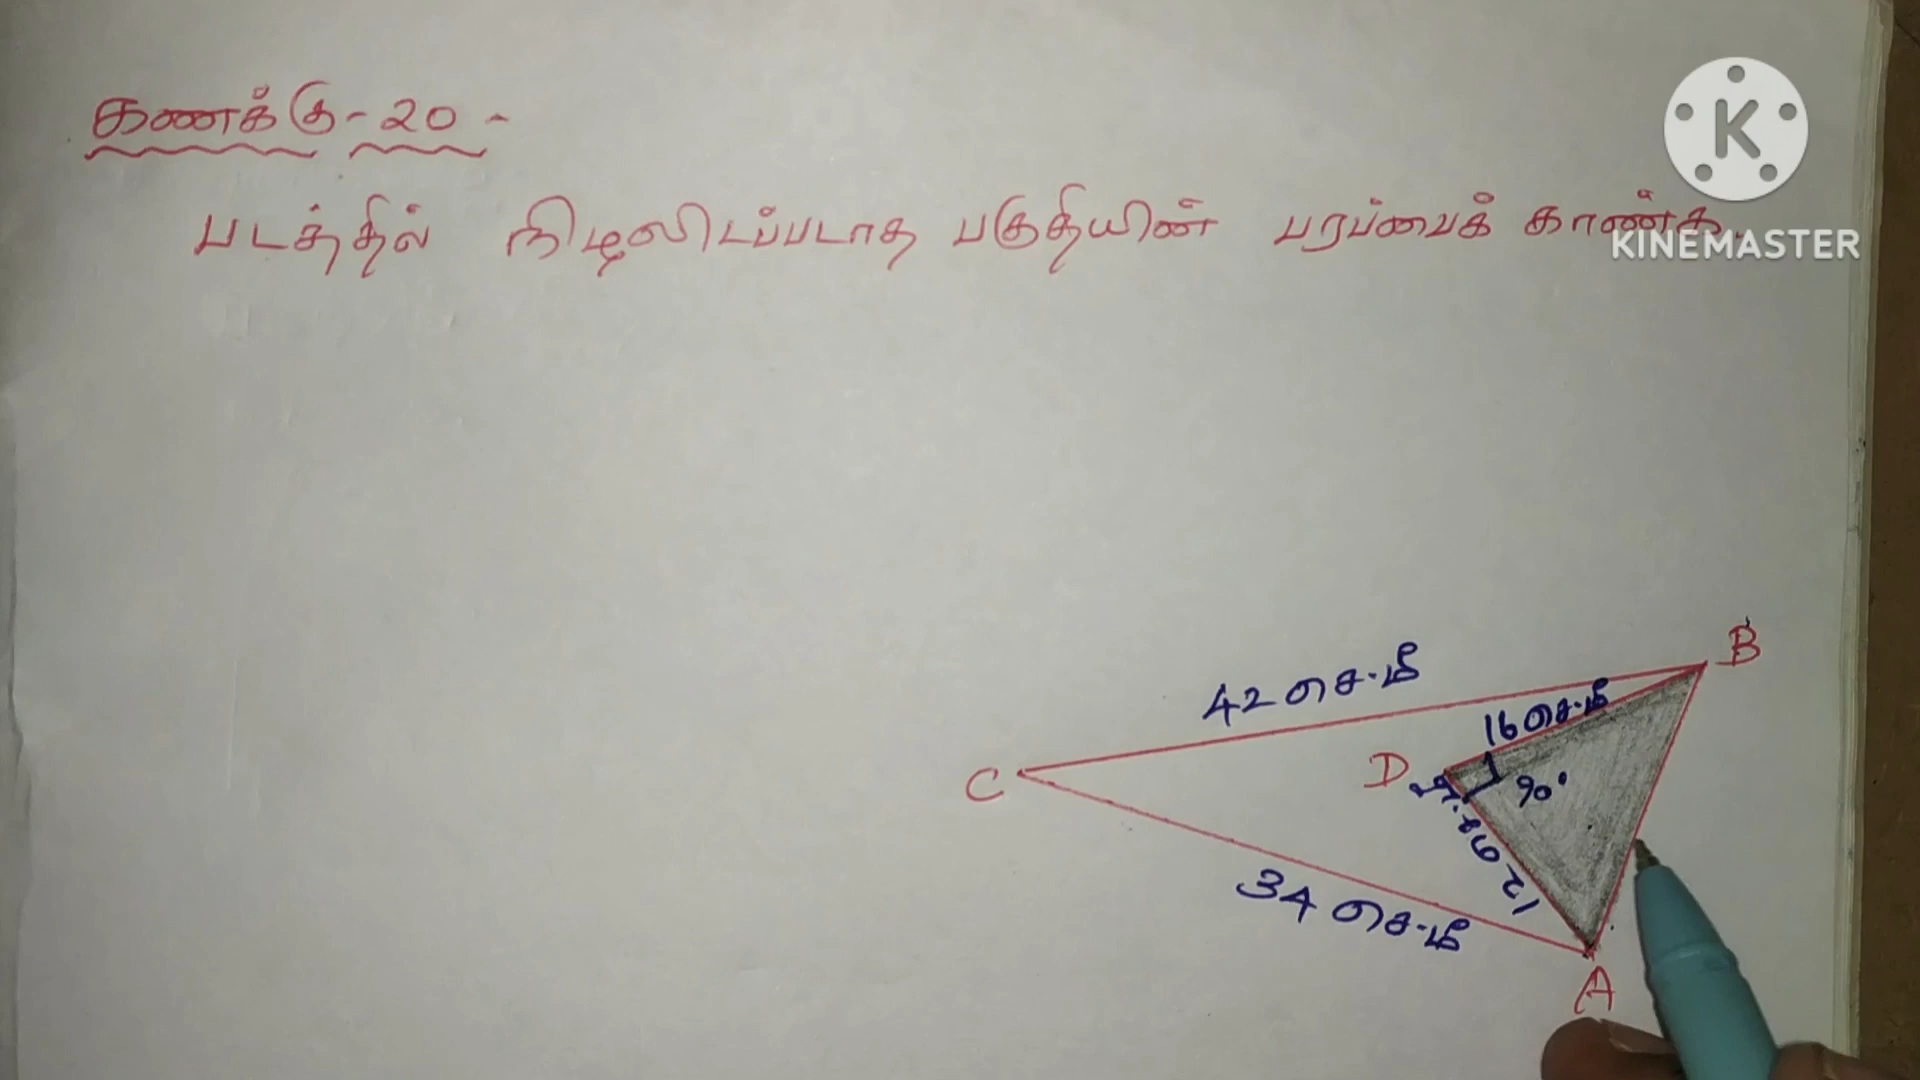 கணக்கு - 20 -
படத்தில் நிழலிடப்படாத பகுதியின் பரப்பைக் காண்க.
K
KINEMASTER
B
42 செ.மீ
16 செ.மீ
C
D
90°
12 செ.மீ
34 செ.மீ
A